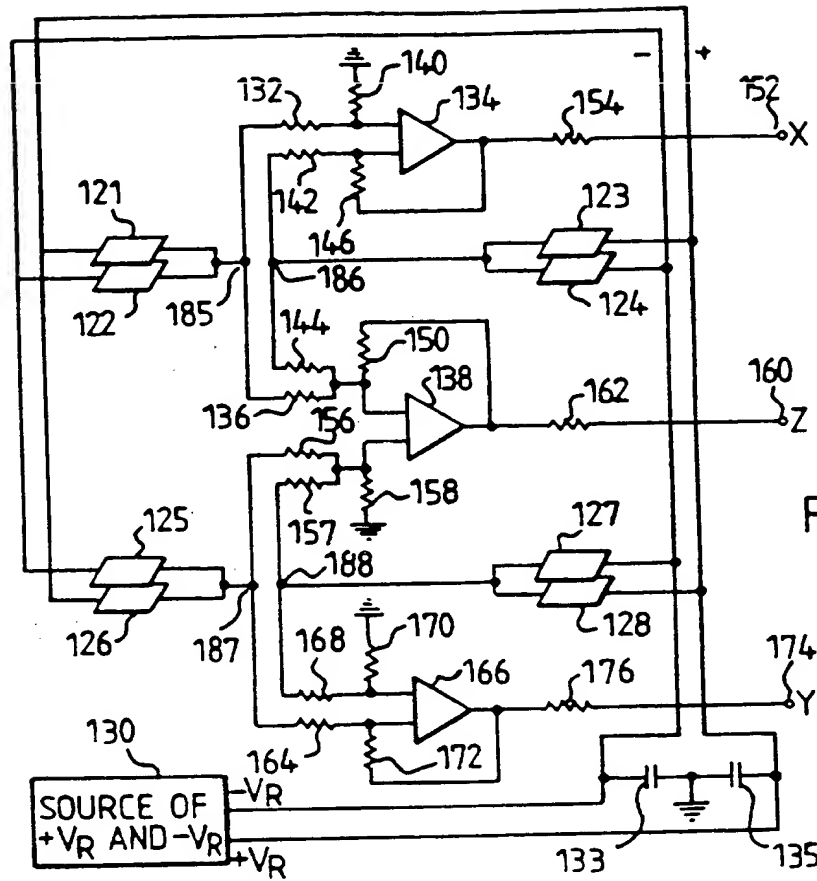 - +
132 140 134 154 152
X
121 142 146 123
122 185 186 124
144 150 138
136 162 160
Z
156
157 158
F
125 188 127
126 187 128
168 170 166 176 174
Y
164 172
130
-VR
SOURCE OF
+VR AND -VR
+VR
133 135